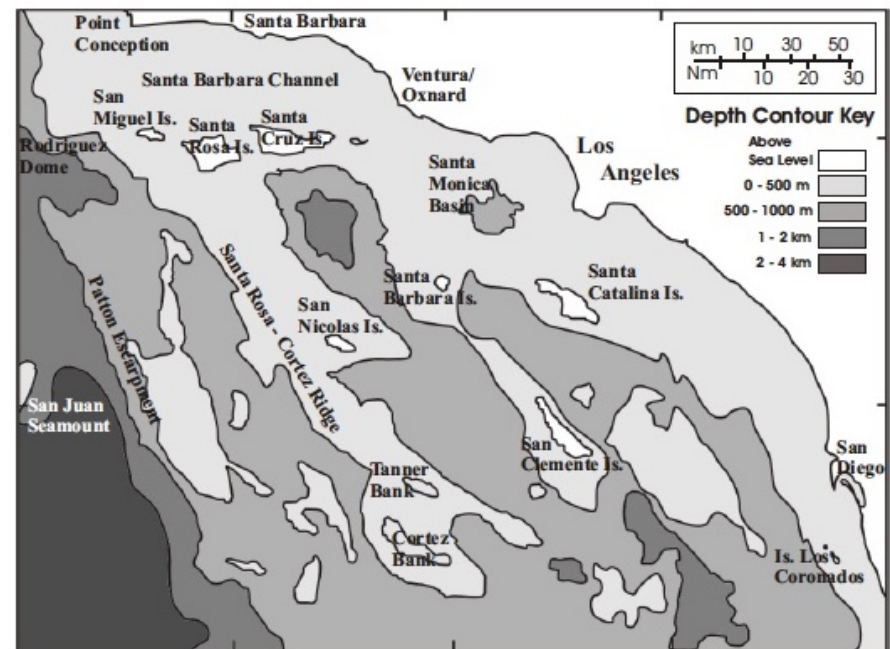 Point
Conception
Santa Barbara
Santa Barbara Channel
Ventura/
Oxnard
km 10 30 50
Nm 10 20 30
Depth Contour Key
Above
Sea Level
0 - 500 m
500 - 1000 m
1 - 2 km
2 - 4 km
San
Miguel Is.
Santa
Rosa Is.
Santa
Cruz Is.
Rodriguez
Dome
Los
Angeles
Santa
Monica
Basin
Santa
Barbara Is.
Santa
Catalina Is.
Santa Rosa - Cortez Ridge
San
Nicolas Is.
Patton Escarpment
San Juan
Seamount
San
Clemente Is.
San
Diego
Tanner
Bank
Cortez
Bank
Is. Los
Coronados